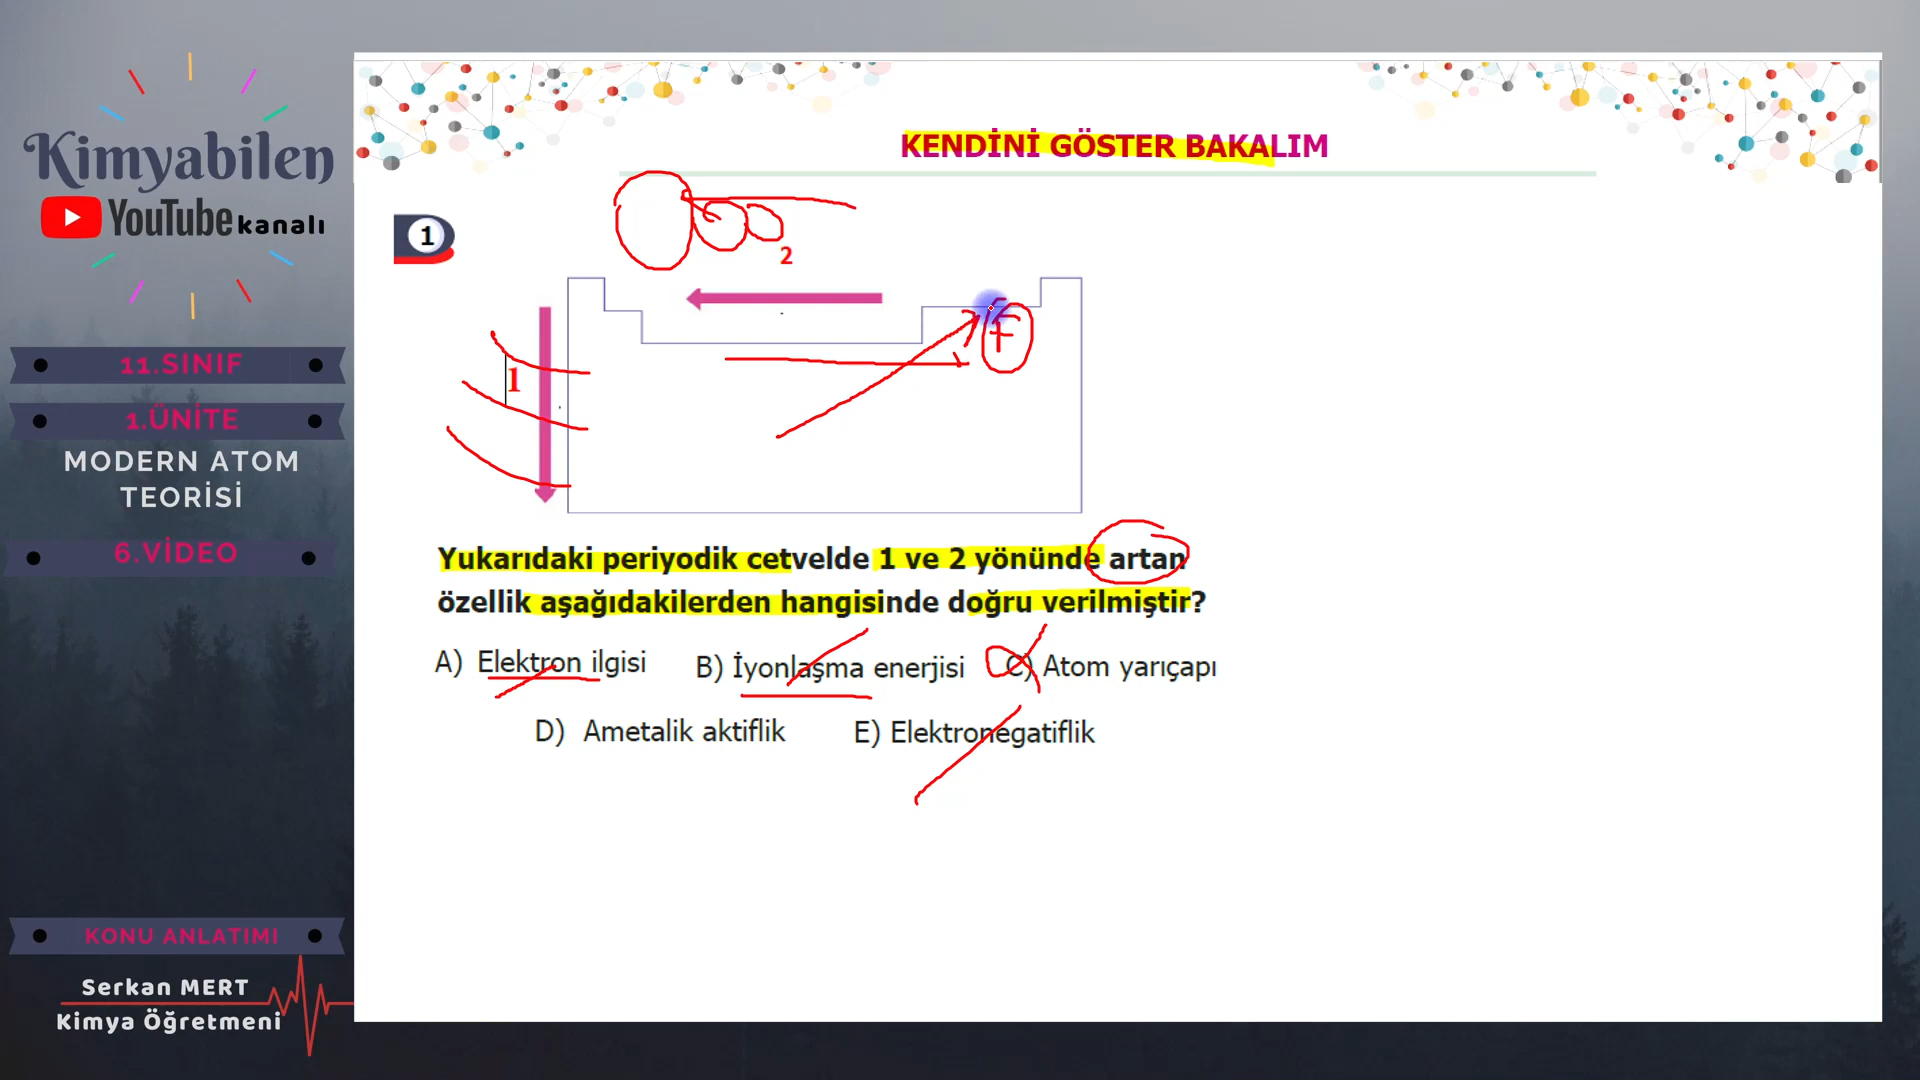 Kimyabilen
YouTube kanalı
11.SINIF
1.ÜNİTE
MODERN ATOM
TEORİSİ
6.VİDEO
KONU ANLATIMI
Serkan MERT
Kimya Öğretmeni
KENDİNİ GÖSTER BAKALIM
1
2
F
1
Yukarıdaki periyodik cetvelde 1 ve 2 yönünde artan
özellik aşağıdakilerden hangisinde doğru verilmiştir?
A) Elektron ilgisi B) İyonlaşma enerjisi C) Atom yarıçapı
D) Ametalik aktiflik E) Elektronegatiflik